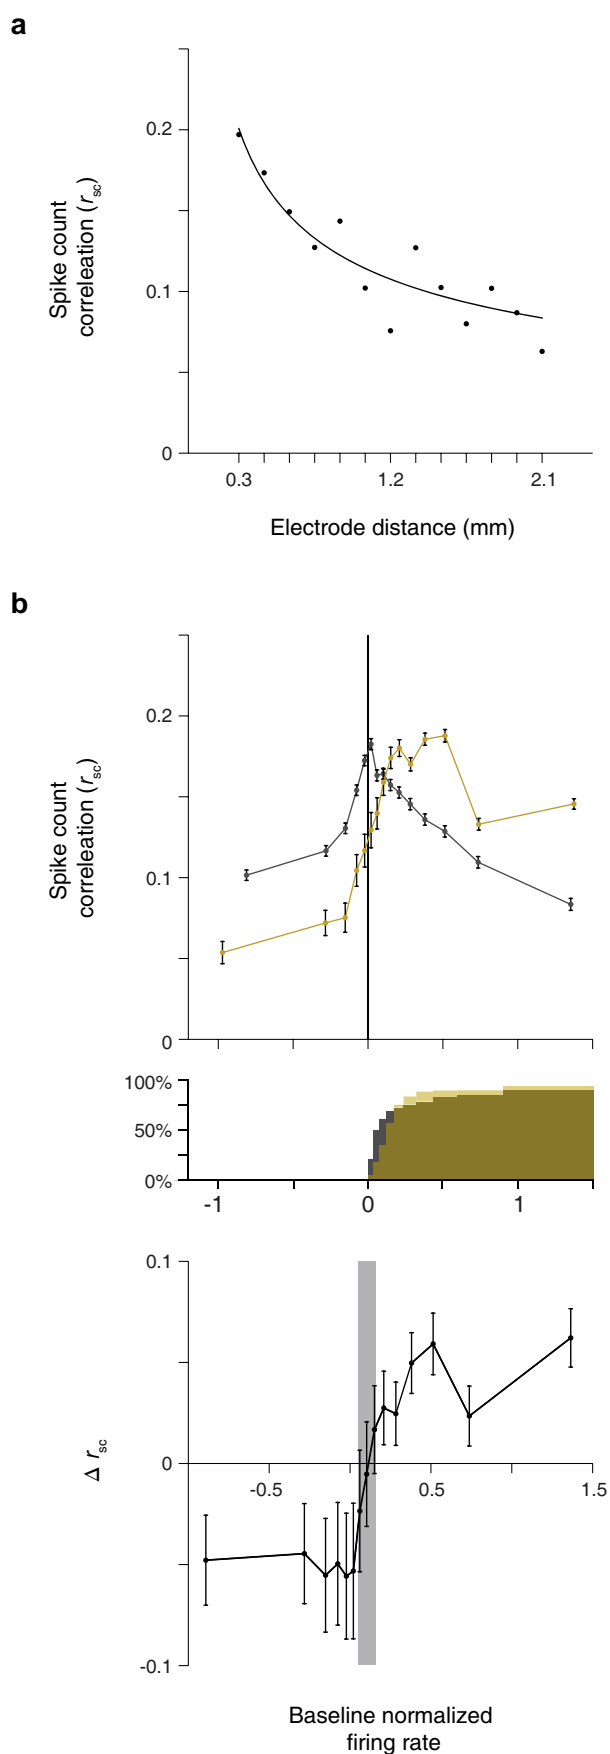 a
0.2
0.1
0
Spike count
correleation (rsc)
0.3
1.2
2.1
Electrode distance (mm)
b
0.2
0.1
0
Spike count
correleation (rsc)
100%
50%
0%
-1
0
1
0.1
0
-0.1
Δ rsc
-0.5
0.5
1.5
Baseline normalized
firing rate